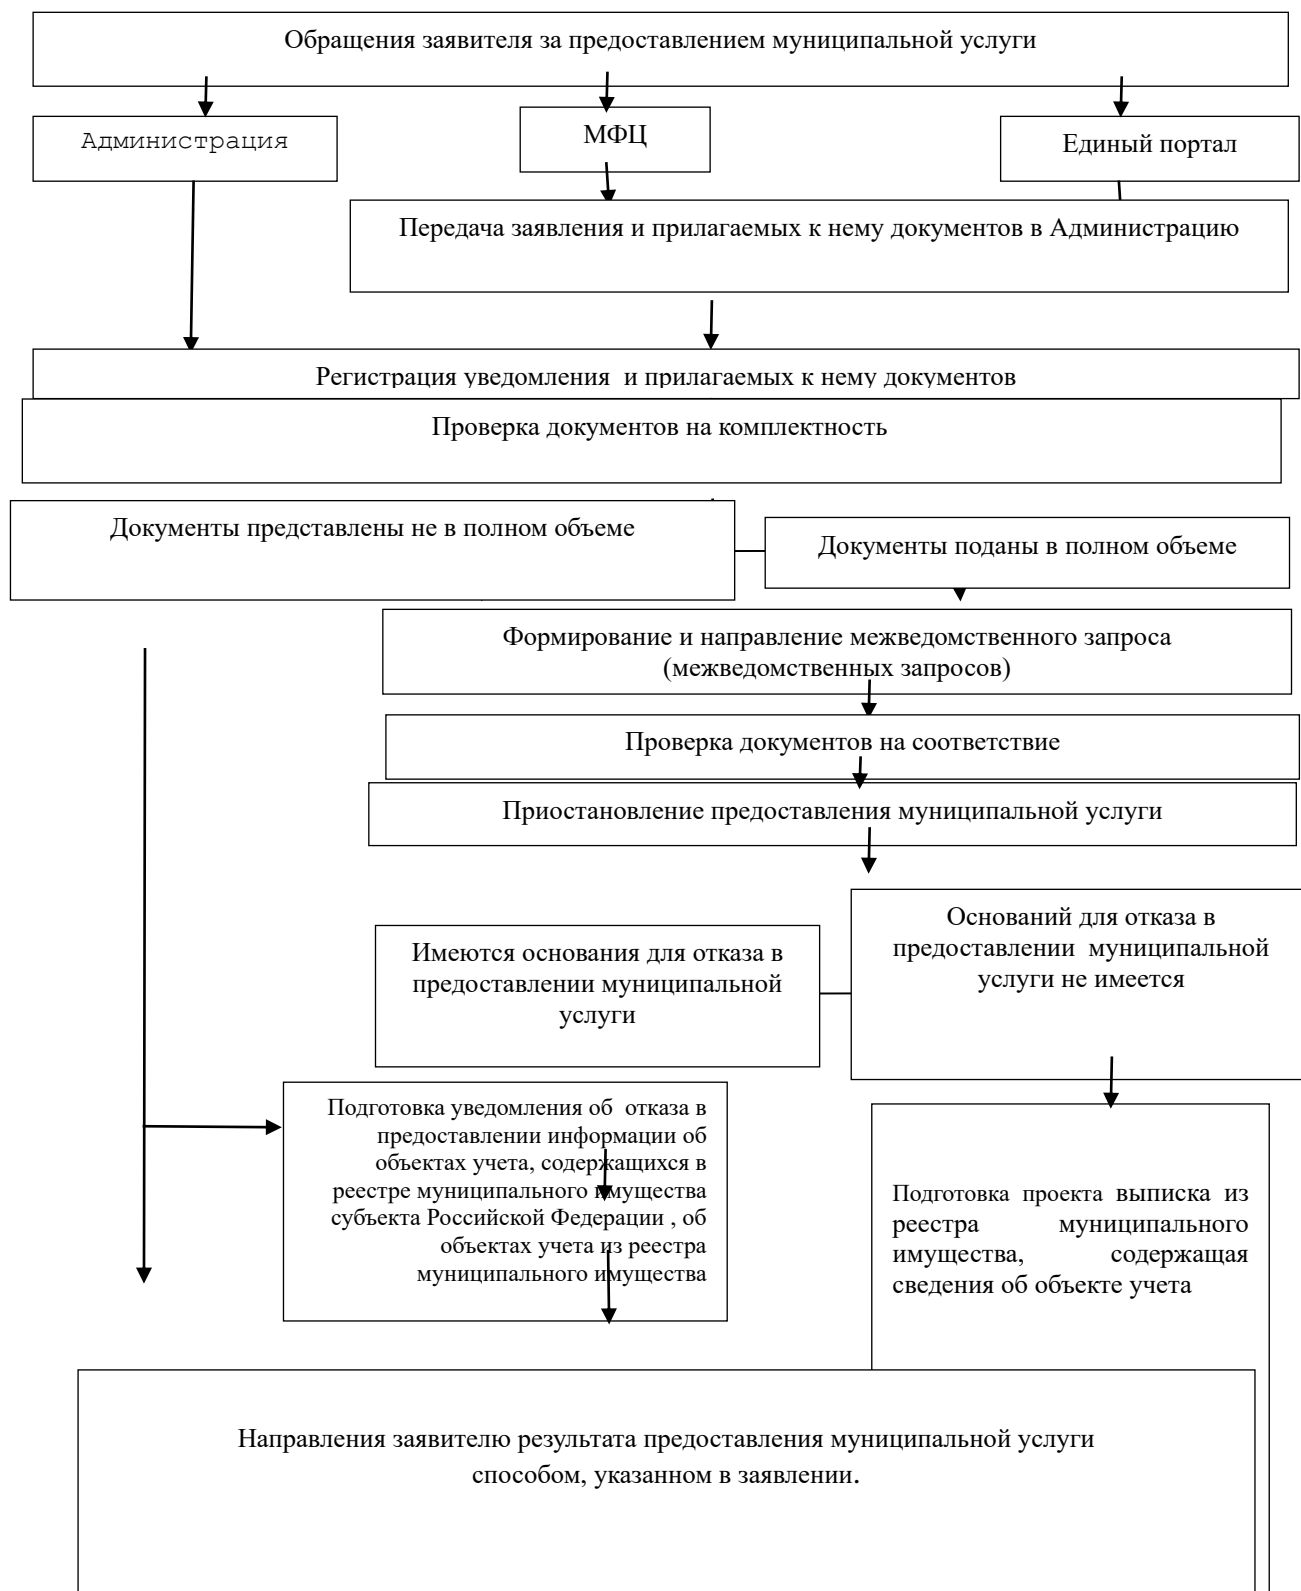 Обращения заявителя за предоставлением муниципальной услуги
Администрация
МФЦ
Единый портал
Передача заявления и прилагаемых к нему документов в Администрацию
Регистрация уведомления и прилагаемых к нему документов
Проверка документов на комплектность
Документы представлены не в полном объеме
Документы поданы в полном объеме
Формирование и направление межведомственного запроса
(межведомственных запросов)
Проверка документов на соответствие
Приостановление предоставления муниципальной услуги
Имеются основания для отказа в
предоставлении муниципальной
услуги
Оснований для отказа в
предоставлении муниципальной
услуги не имеется
Подготовка уведомления об отказа в
предоставлении информации об
объектах учета, содержащихся в
реестре муниципального имущества
субъекта Российской Федерации , об
объектах учета из реестра
муниципального имущества
Подготовка проекта выписка из
реестра муниципального
имущества, содержащая
сведения об объекте учета
Направления заявителю результата предоставления муниципальной услуги
способом, указанном в заявлении.